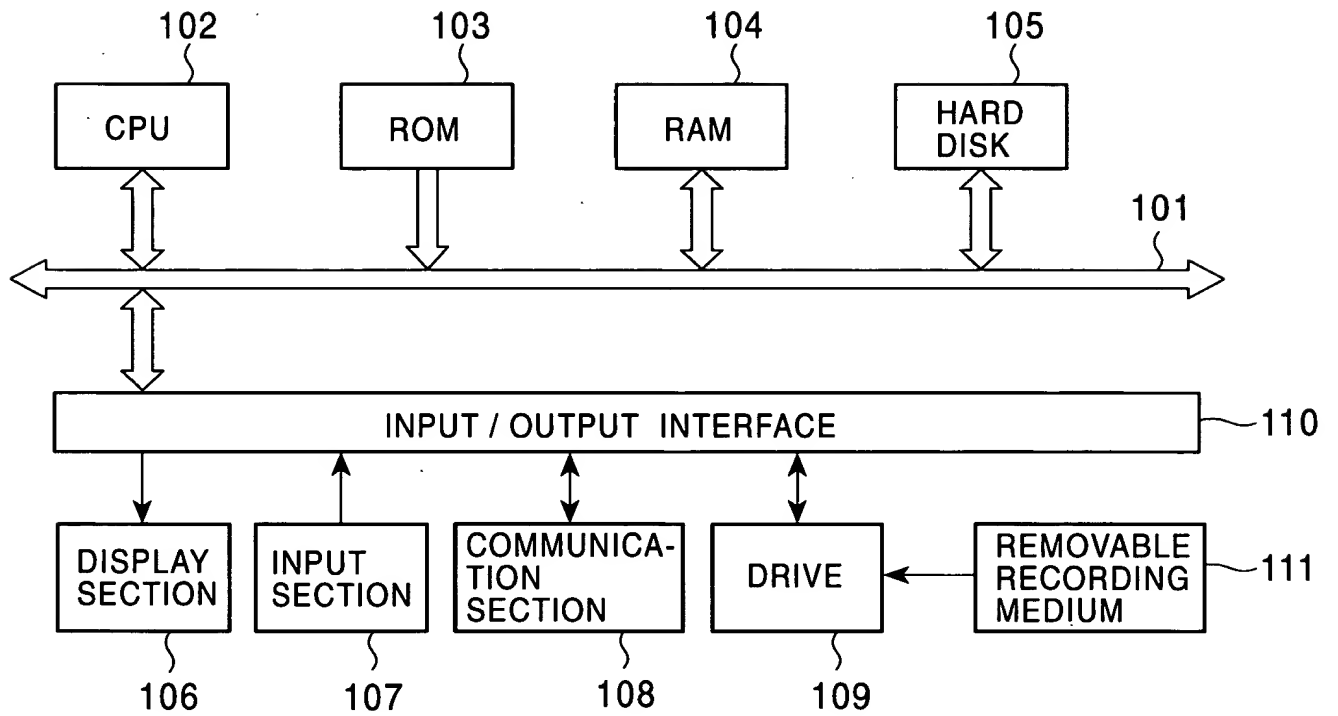 102
103
104
105
CPU
ROM
RAM
HARD
DISK
101
INPUT / OUTPUT INTERFACE
110
DISPLAY
SECTION
INPUT
SECTION
COMMUNICA-
TION
SECTION
DRIVE
REMOVABLE
RECORDING
MEDIUM
111
106
107
108
109